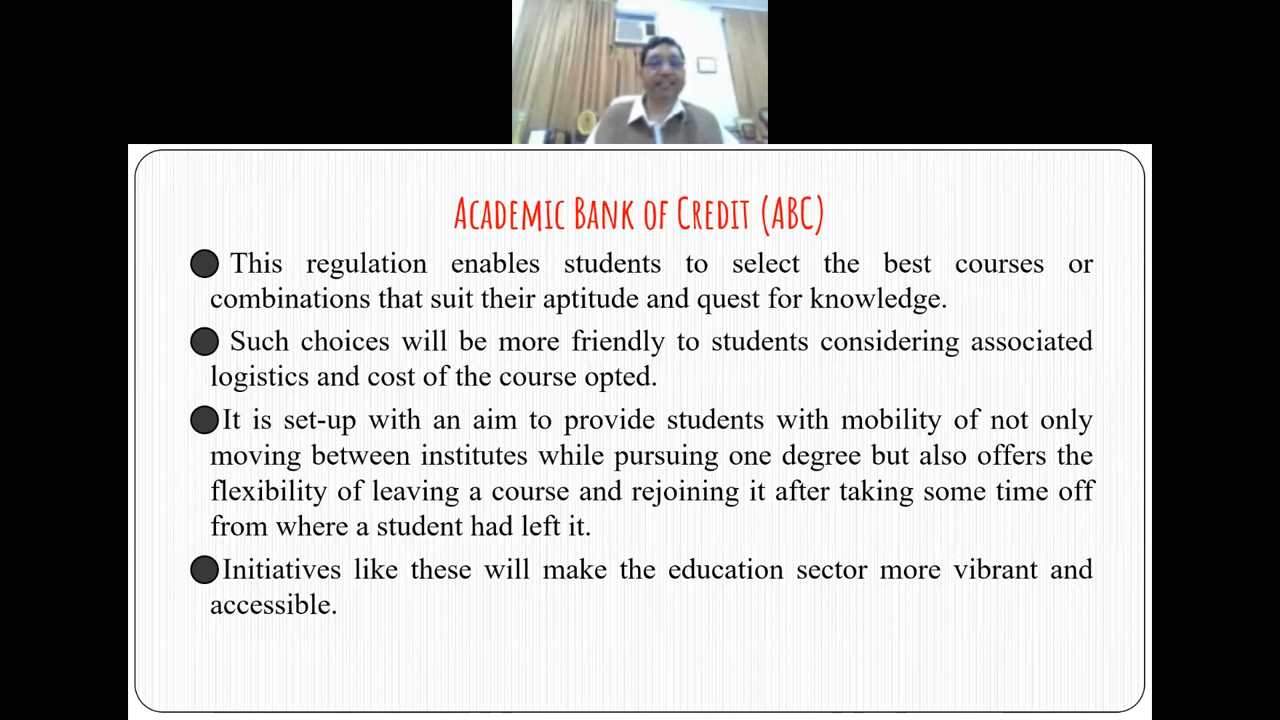 Academic Bank of Credit (ABC)
This regulation enables students to select the best courses or
combinations that suit their aptitude and quest for knowledge.
Such choices will be more friendly to students considering associated
logistics and cost of the course opted.
It is set-up with an aim to provide students with mobility of not only
moving between institutes while pursuing one degree but also offers the
flexibility of leaving a course and rejoining it after taking some time off
from where a student had left it.
Initiatives like these will make the education sector more vibrant and
accessible.